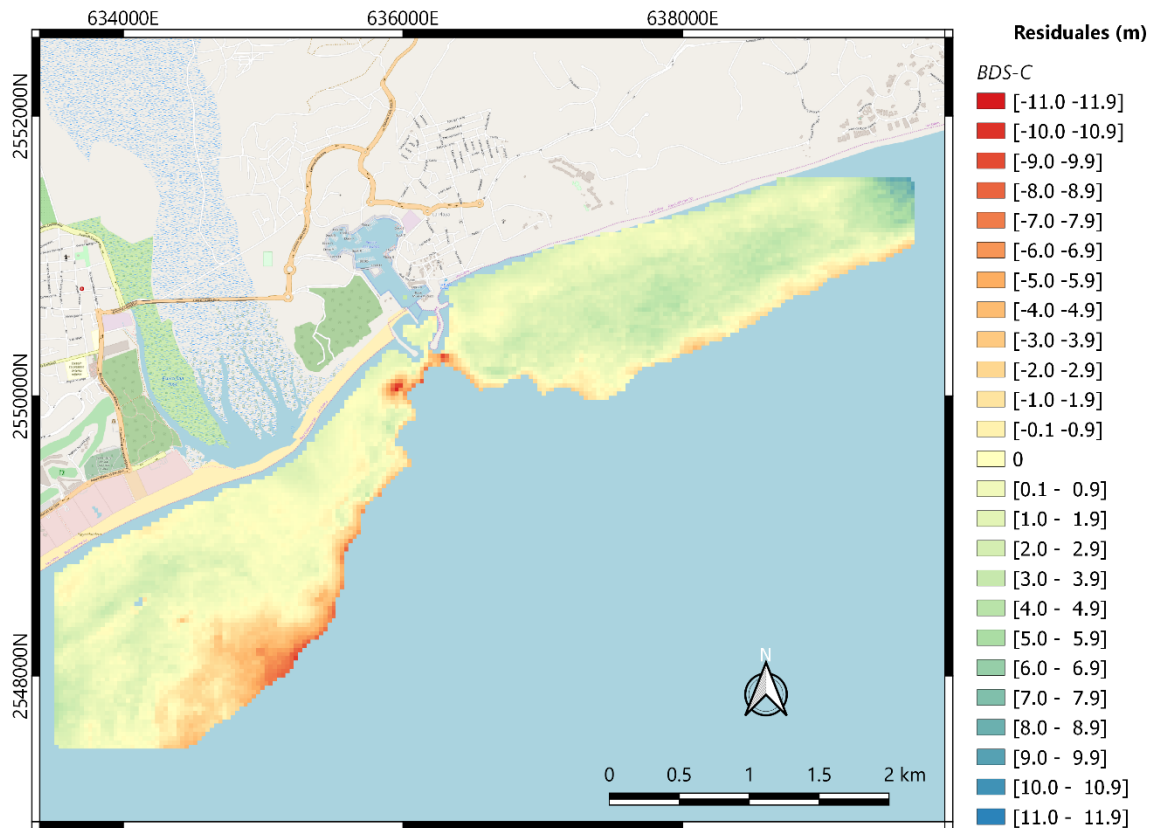 634000E
636000E
638000E
2552000N
2550000N
2548000N
N
0
0.5
1
1.5
2 km
Residuales (m)
BDS-C
[-11.0 -11.9]
[-10.0 -10.9]
[-9.0 -9.9]
[-8.0 -8.9]
[-7.0 -7.9]
[-6.0 -6.9]
[-5.0 -5.9]
[-4.0 -4.9]
[-3.0 -3.9]
[-2.0 -2.9]
[-1.0 -1.9]
[-0.1 -0.9]
0
[0.1 - 0.9]
[1.0 - 1.9]
[2.0 - 2.9]
[3.0 - 3.9]
[4.0 - 4.9]
[5.0 - 5.9]
[6.0 - 6.9]
[7.0 - 7.9]
[8.0 - 8.9]
[9.0 - 9.9]
[10.0 - 10.9]
[11.0 - 11.9]